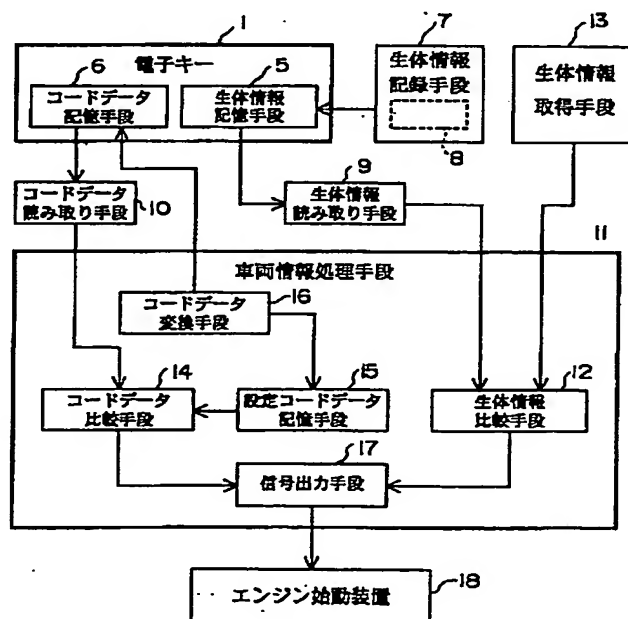 1
7
13
電子キー
6
コードデータ
記憶手段
5
生体情報
記憶手段
生体情報
記録手段
8
生体情報
取得手段
コードデータ
読み取り手段
10
9
生体情報
読み取り手段
11
車両情報処理手段
コードデータ
変換手段
16
14
コードデータ
比較手段
15
設定コードデータ
記憶手段
12
生体情報
比較手段
17
信号出力手段
エンジン始動装置
18